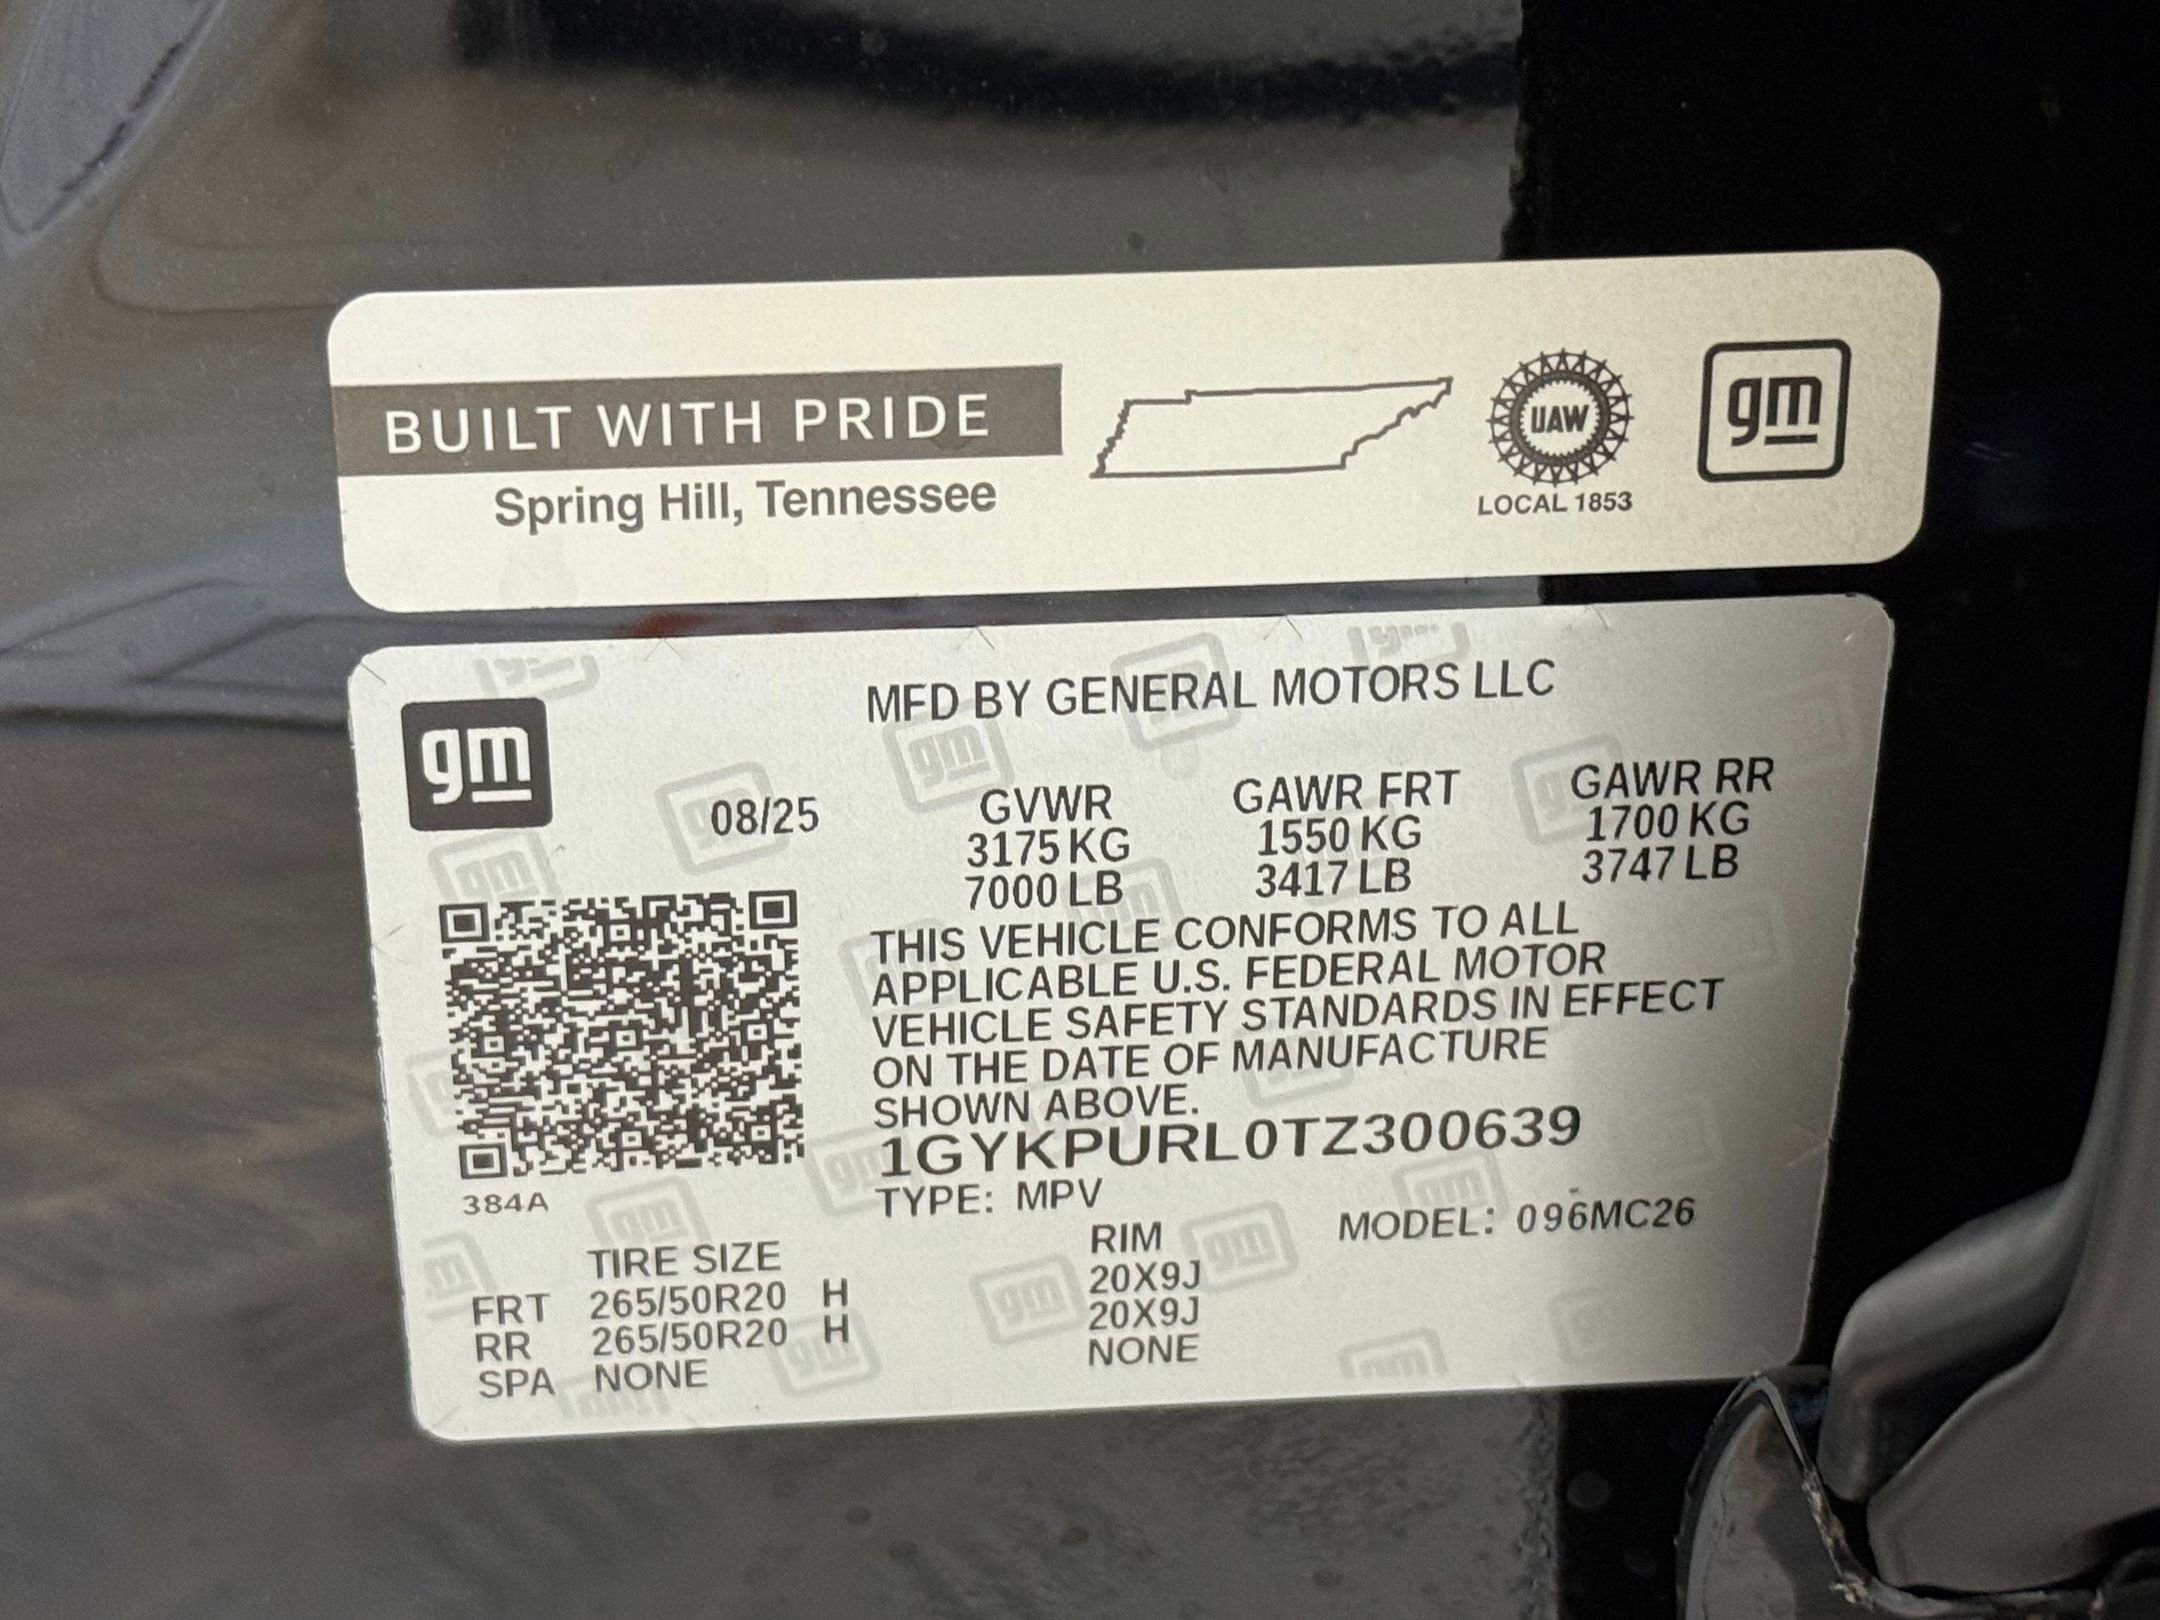 BUILT WITH PRIDE
Spring Hill, Tennessee
UAW
LOCAL 1853
gm
gm
MFD BY GENERAL MOTORS LLC
08/25
GVWR GAWR FRT GAWR RR
3175 KG 1550 KG 1700 KG
7000 LB 3417 LB 3747 LB
THIS VEHICLE CONFORMS TO ALL
APPLICABLE U.S. FEDERAL MOTOR
VEHICLE SAFETY STANDARDS IN EFFECT
ON THE DATE OF MANUFACTURE
SHOWN ABOVE.
1GYKPURL0TZ300639
384A
TYPE: MPV MODEL: 096MC26
TIRE SIZE RIM
FRT 265/50R20 H 20X9J
RR 265/50R20 H 20X9J
SPA NONE NONE